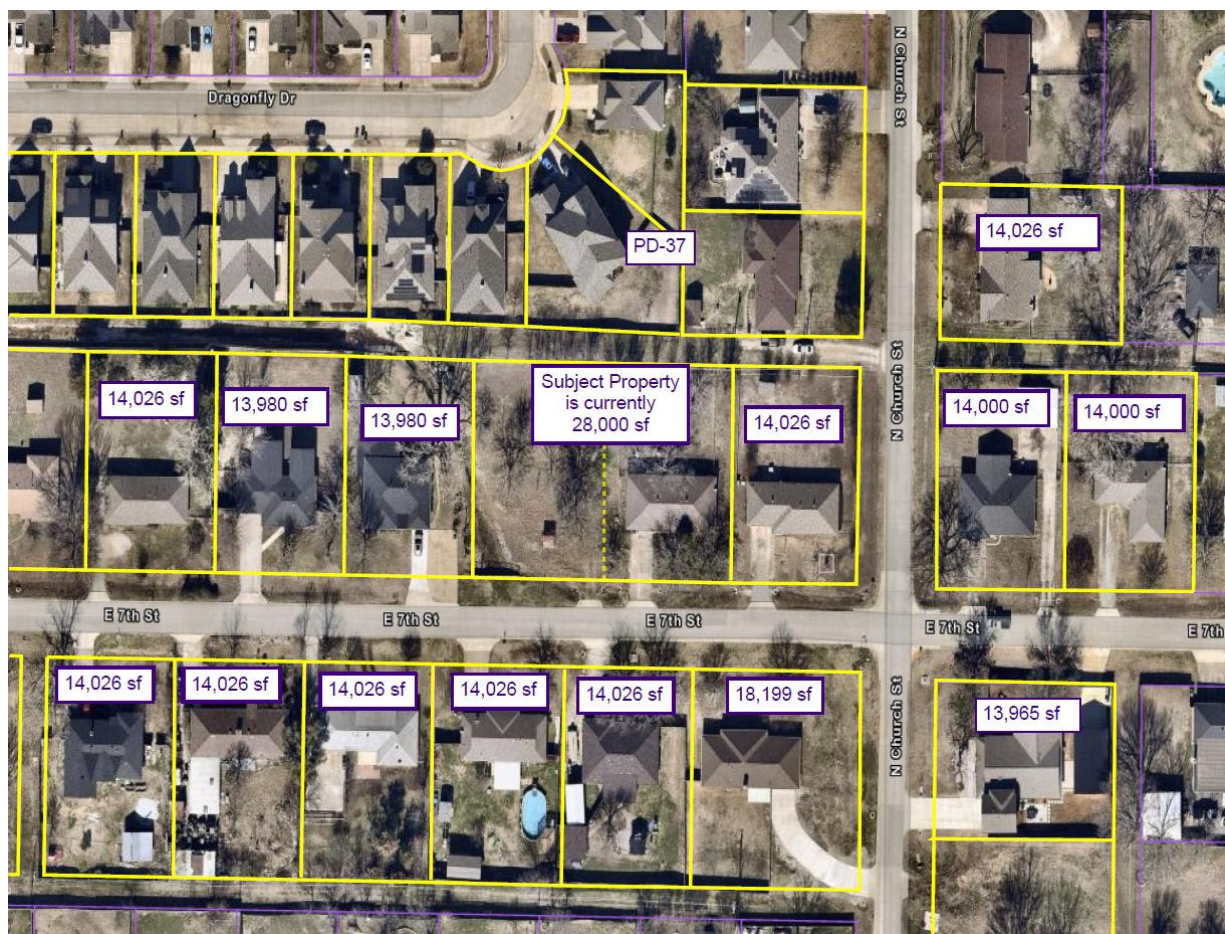 Dragonfly Dr
N Church St
PD-37
14,026 sf
N Church St
14,026 sf
13,980 sf
13,980 sf
Subject Property
is currently
28,000 sf
14,026 sf
14,000 sf
14,000 sf
E 7th St
E 7th St
E 7th St
E 7th St
E 7th
14,026 sf
14,026 sf
14,026 sf
14,026 sf
14,026 sf
18,199 sf
N Church St
13,965 sf